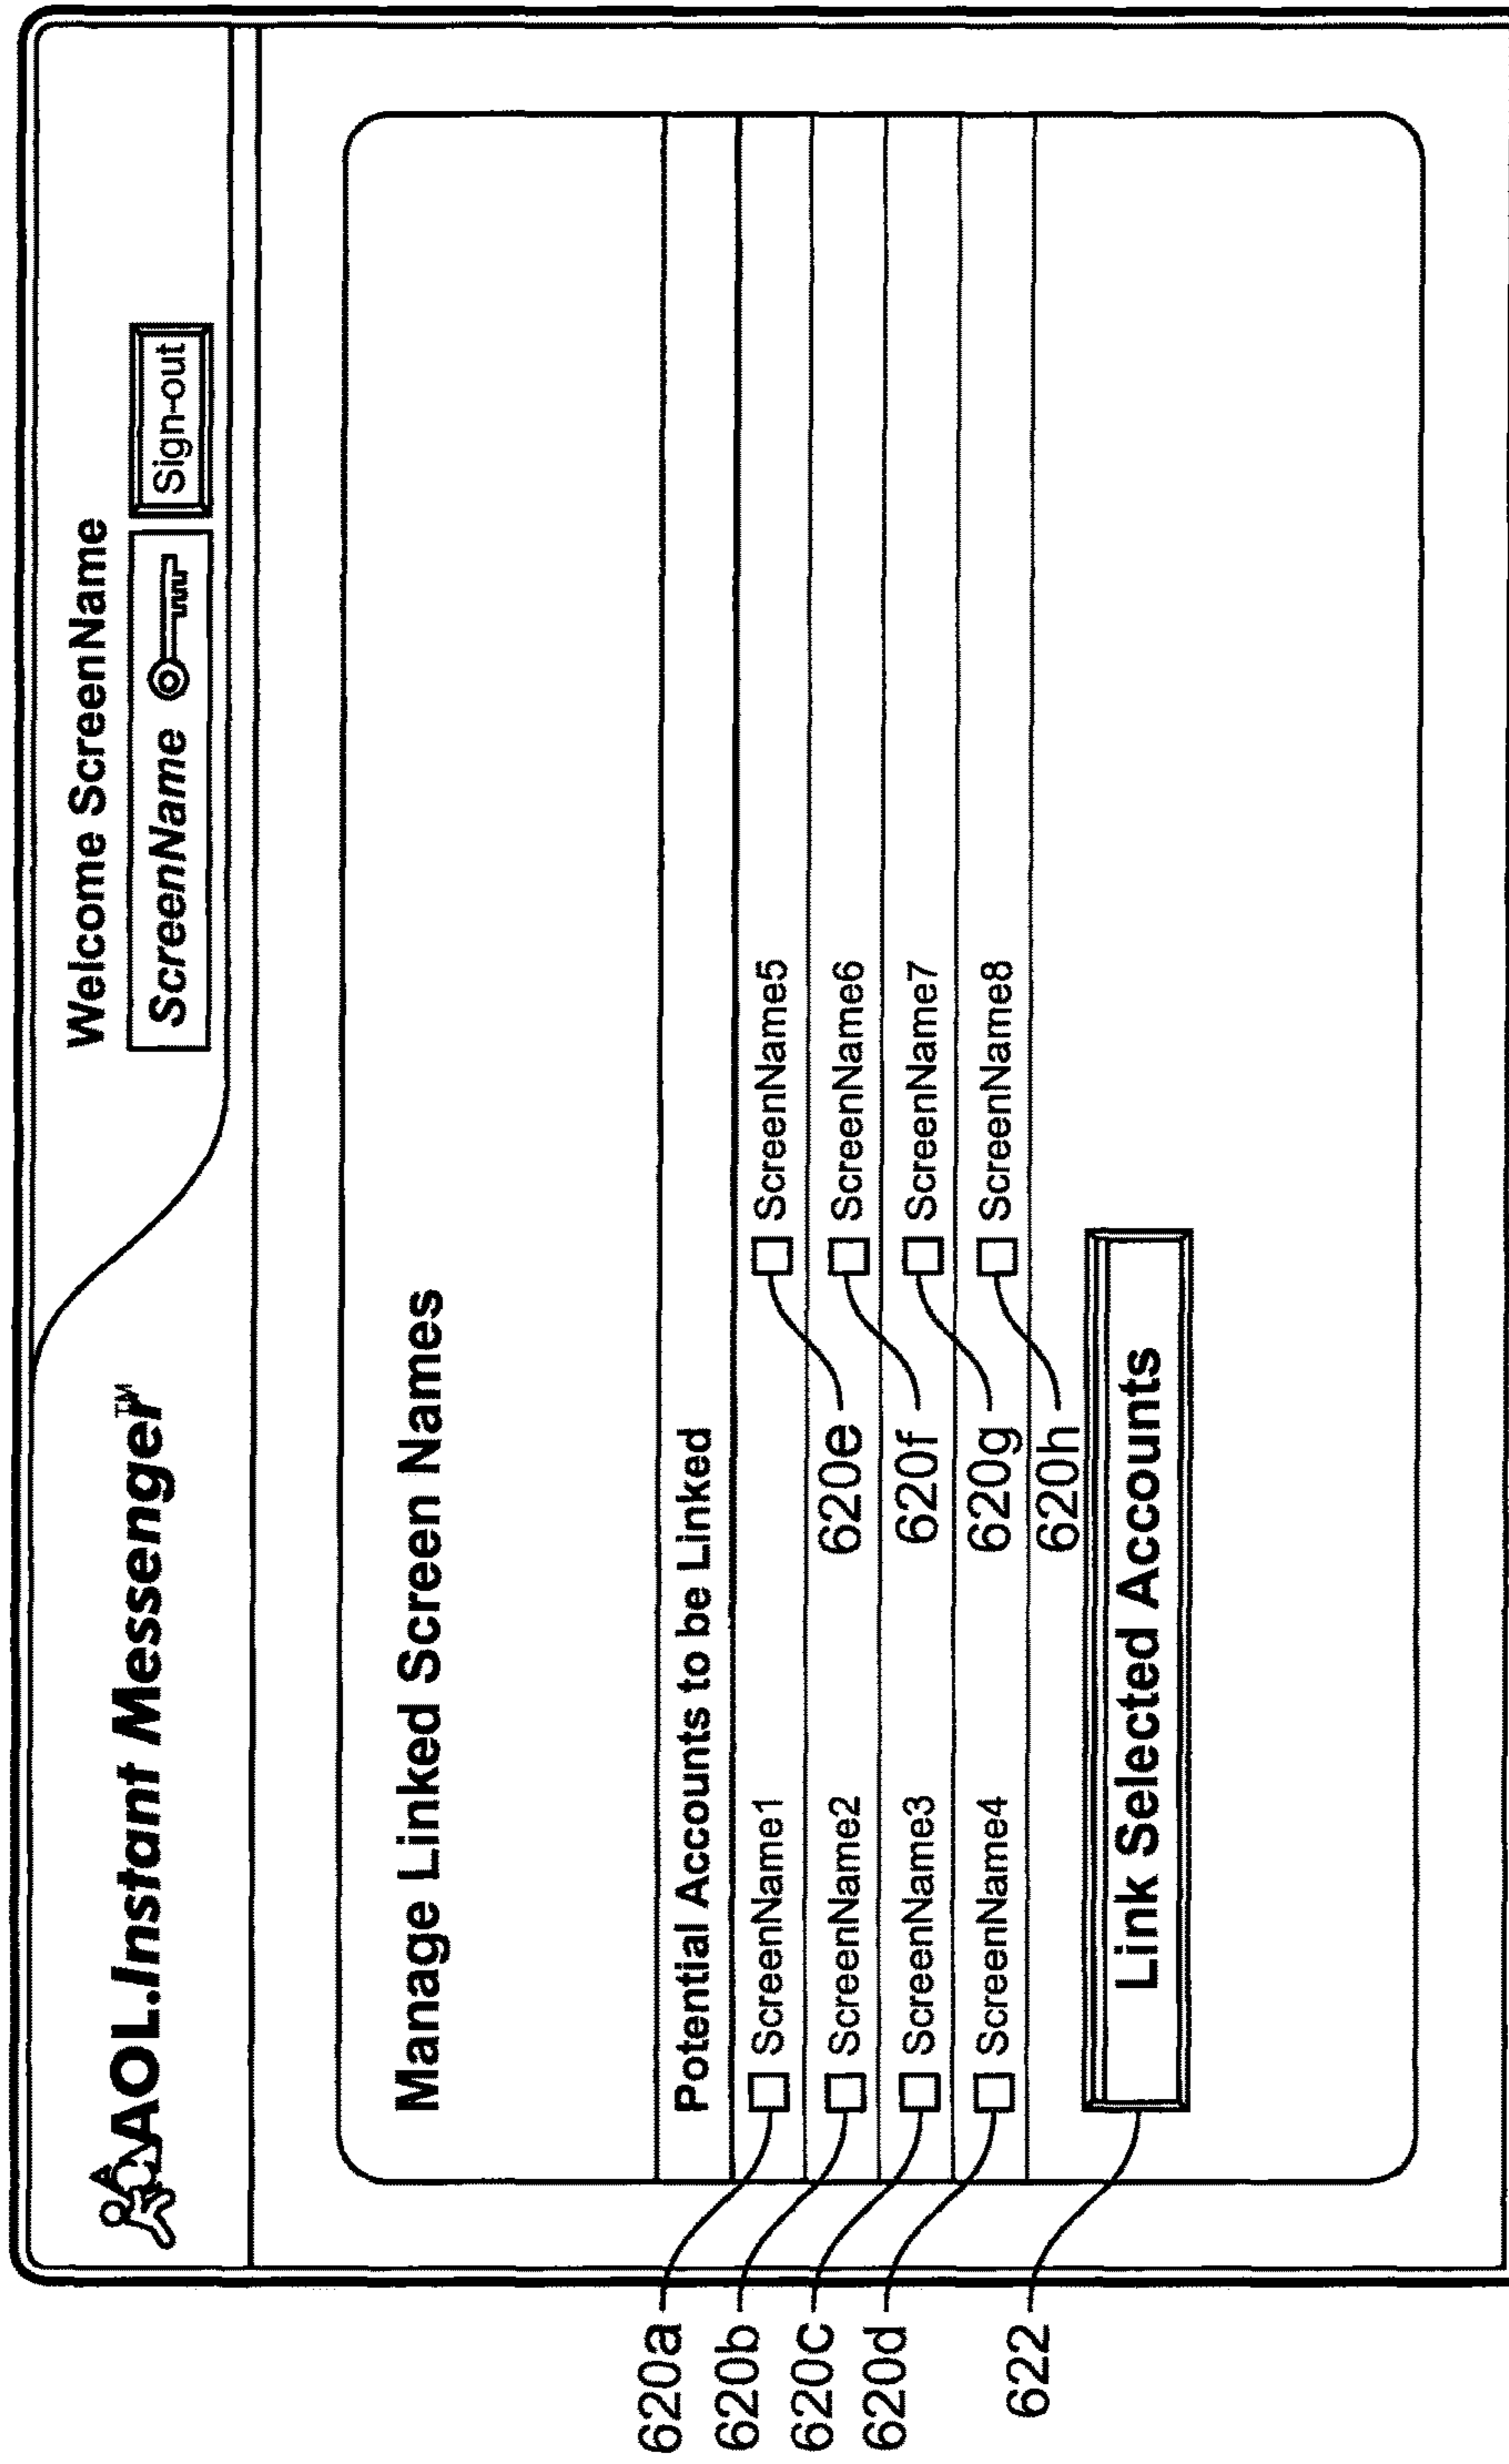 AOL.Instant Messenger™
Welcome ScreenName
ScreenName
Sign-out
Manage Linked Screen Names
Potential Accounts to be Linked
620a
ScreenName1
ScreenName5
620b
ScreenName2
620e
ScreenName6
620c
ScreenName3
620f
ScreenName7
620d
ScreenName4
620g
ScreenName8
620h
622
Link Selected Accounts